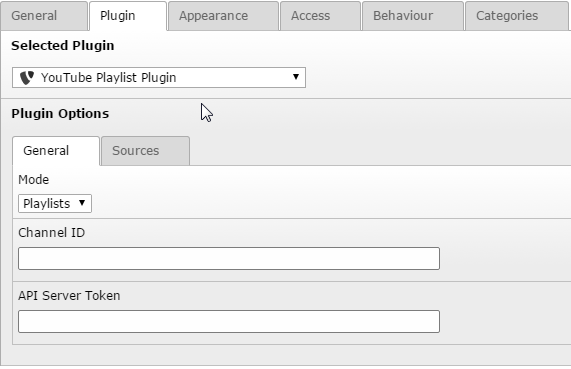 General Plugin Appearance Access Behaviour Categories
Selected Plugin
YouTube Playlist Plugin
Plugin Options
General Sources
Mode
Playlists
Channel ID
API Server Token